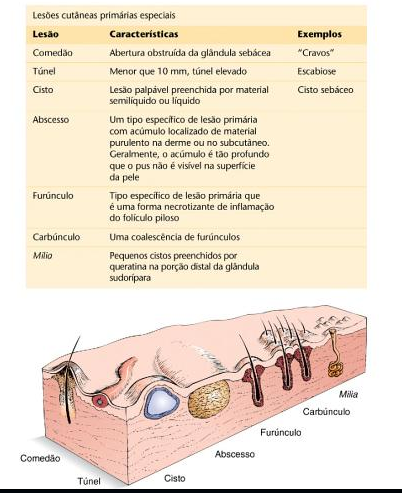 Lesões cutâneas primárias especiais
Lesão Características Exemplos
Comedão Abertura obstruída da glândula sebácea "Cravos"
Túnel Menor que 10 mm, túnel elevado Escabiose
Cisto Lesão palpável preenchida por material Cisto sebáceo
semilíquido ou líquido
Abscesso Um tipo específico de lesão primária
com acúmulo localizado de material
purulento na derme ou no subcutâneo.
Geralmente, o acúmulo é tão profundo
que o pus não é visível na superfície
da pele
Furúnculo Tipo específico de lesão primária que
é uma forma necrotizante de inflamação
do folículo piloso
Carbúnculo Uma coalescência de furúnculos
Mília Pequenos cistos preenchidos por
queratina na porção distal da glândula
sudorípara
Mília
Carbúnculo
Furúnculo
Abscesso
Comedão
Cisto
Túnel